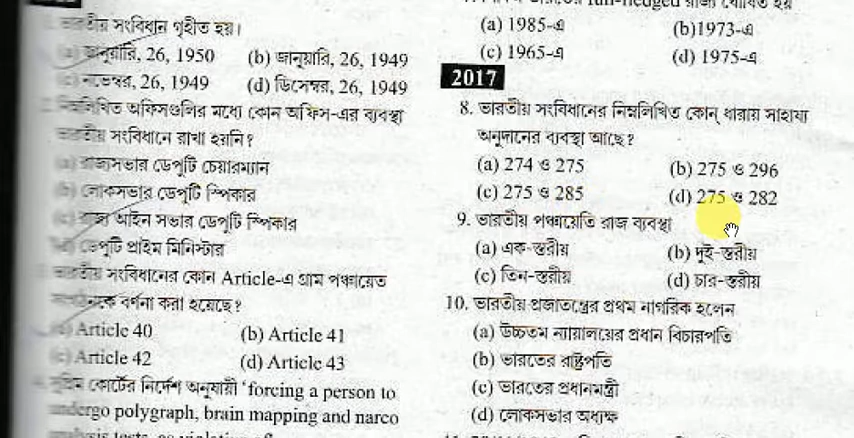 ভারতীয় সংবিধান গৃহীত হয়।
(a) জানুয়ারি, 26, 1950 (b) জানুয়ারি, 26, 1949
(c) নভেম্বর, 26, 1949 (d) ডিসেম্বর, 26, 1949
নিম্নলিখিত অফিসগুলির মধ্যে কোন অফিস-এর ব্যবস্থা
ভারতীয় সংবিধানে রাখা হয়নি?
(a) রাজ্যসভার ডেপুটি চেয়ারম্যান
(b) লোকসভার ডেপুটি স্পিকার
(c) রাজ্য আইন সভার ডেপুটি স্পিকার
(d) ডেপুটি প্রাইম মিনিস্টার
ভারতীয় সংবিধানের কোন Article-এ গ্রাম পঞ্চায়েত
সংগঠনকে বর্ণনা করা হয়েছে?
(a) Article 40 (b) Article 41
(c) Article 42 (d) Article 43
সুপ্রিম কোর্টের নির্দেশ অনুযায়ী 'forcing a person to
undergo polygraph, brain mapping and narco
(a) 1985-এ (b)1973-এ
(c) 1965-এ (d) 1975-এ
2017
8. ভারতীয় সংবিধানের নিম্নলিখিত কোন্ ধারায় সাহায্য
অনুদানের ব্যবস্থা আছে?
(a) 274 ও 275 (b) 275 ও 296
(c) 275 ও 285 (d) 275 ও 282
9. ভারতীয় পঞ্চায়েতি রাজ ব্যবস্থা
(a) এক-স্তরীয় (b) দুই-স্তরীয়
(c) তিন-স্তরীয় (d) চার-স্তরীয়
10. ভারতীয় প্রজাতন্ত্রের প্রথম নাগরিক হলেন
(a) উচ্চতম ন্যায়ালয়ের প্রধান বিচারপতি
(b) ভারতের রাষ্ট্রপতি
(c) ভারতের প্রধানমন্ত্রী
(d) লোকসভার অধ্যক্ষ